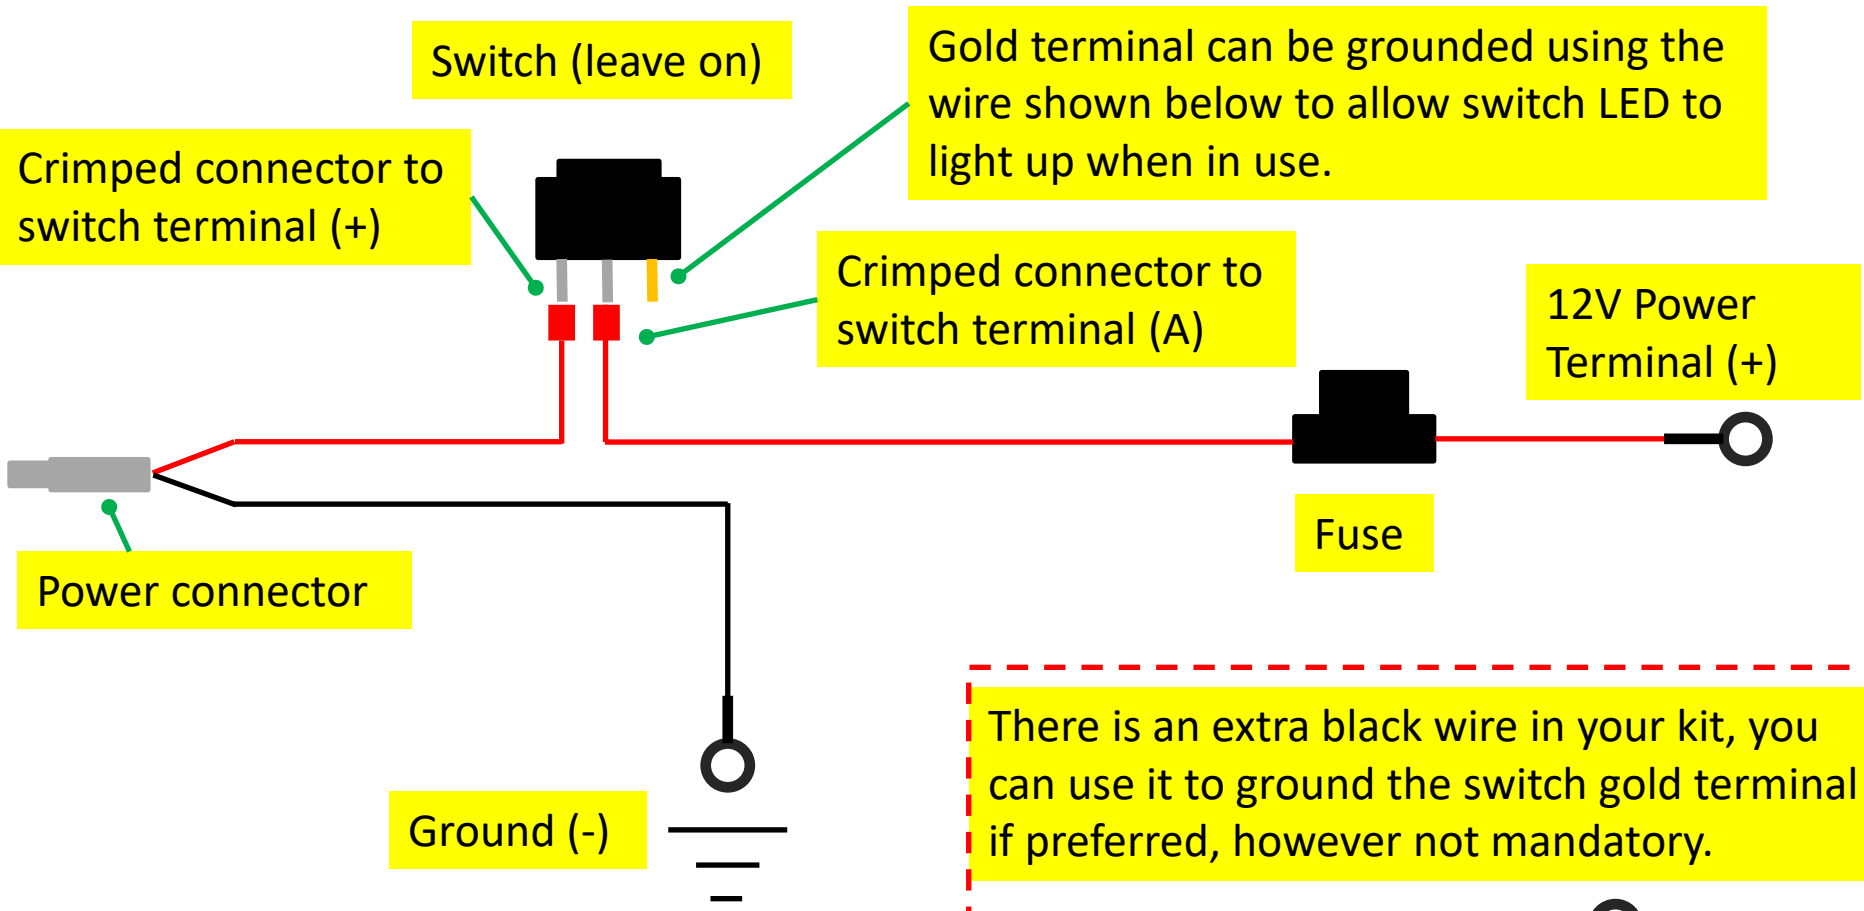 Switch (leave on)
Gold terminal can be grounded using the
wire shown below to allow switch LED to
light up when in use.
Crimped connector to
switch terminal (+)
Crimped connector to
switch terminal (A)
12V Power
Terminal (+)
Fuse
Power connector
There is an extra black wire in your kit, you
can use it to ground the switch gold terminal
if preferred, however not mandatory.
Ground (-)